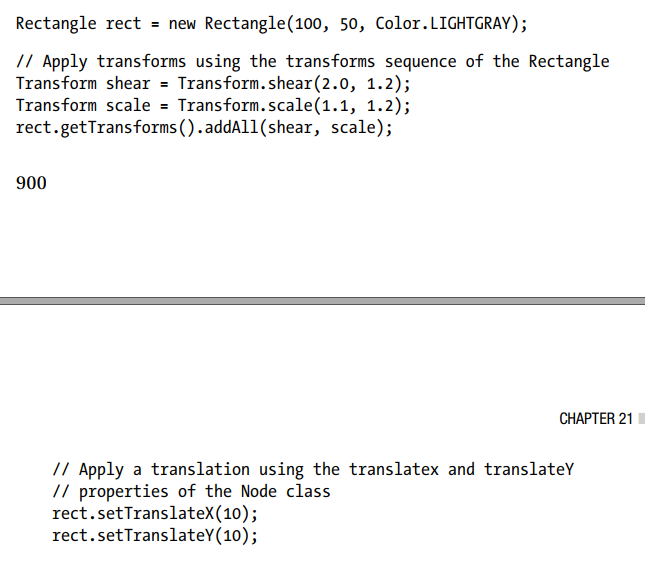 Rectangle rect = new Rectangle(100, 50, Color.LIGHTGRAY);
// Apply transforms using the transforms sequence of the Rectangle
Transform shear = Transform.shear(2.0, 1.2);
Transform scale = Transform.scale(1.1, 1.2);
rect.getTransforms().addAll(shear, scale);
900
CHAPTER 21
// Apply a translation using the translatex and translateY
// properties of the Node class
rect.setTranslateX(10);
rect.setTranslateY(10);